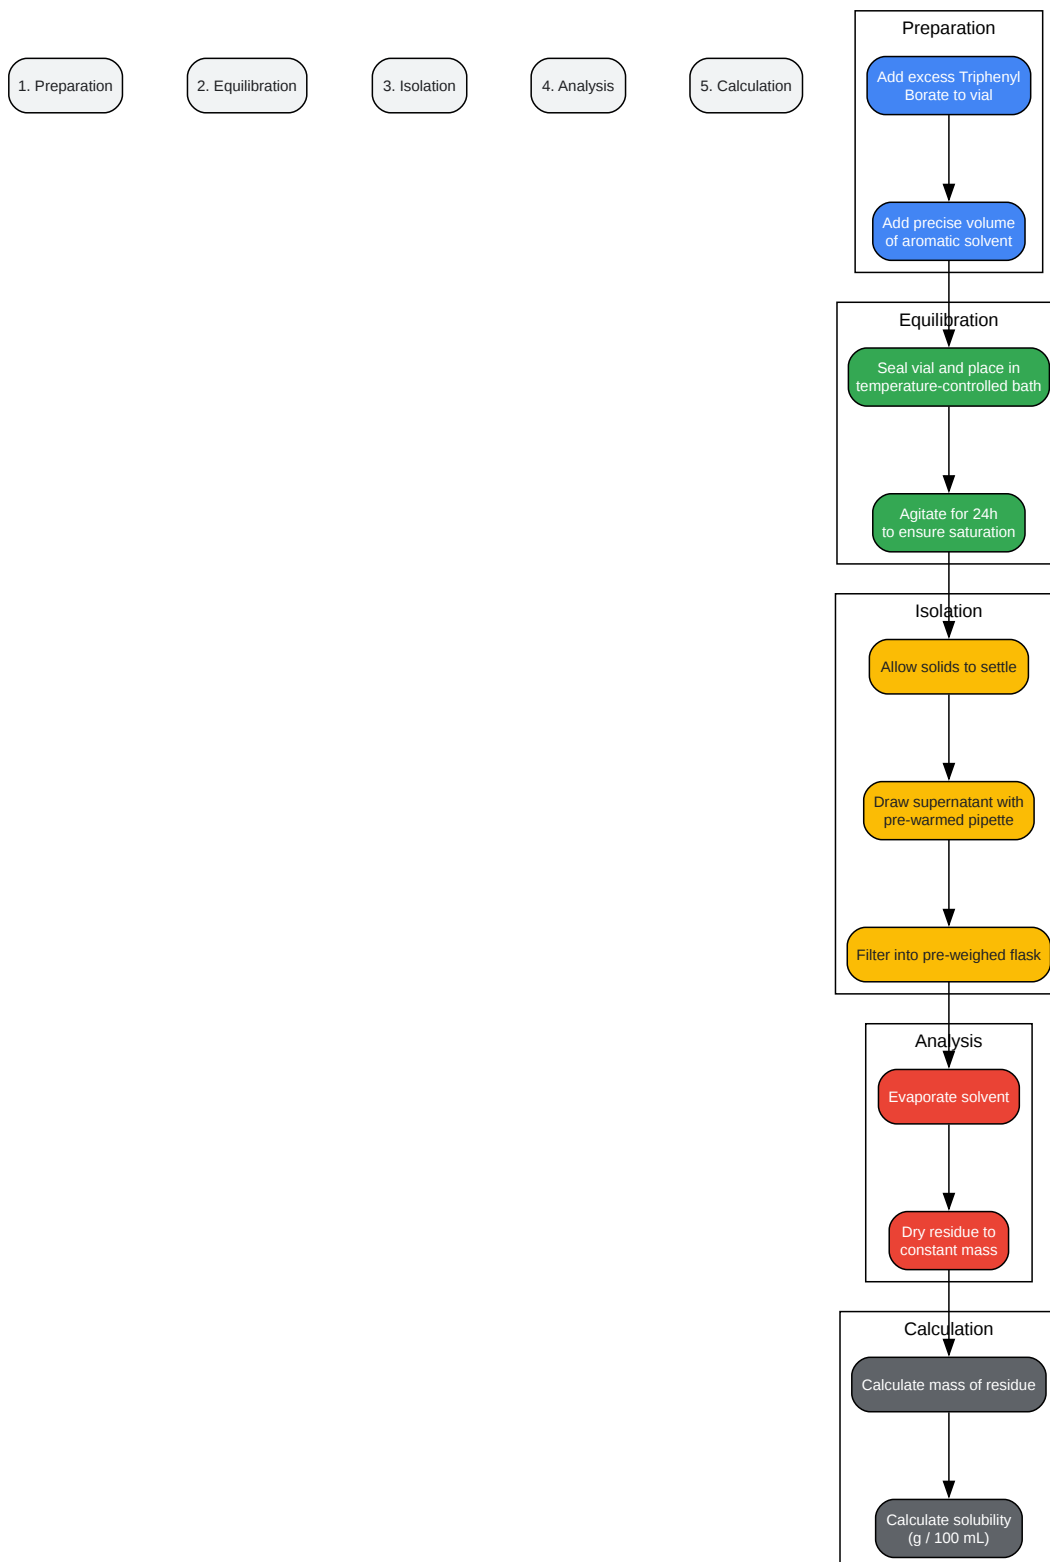 1. Preparation
2. Equilibration
3. Isolation
4. Analysis
5. Calculation
Preparation
Add excess Triphenyl
Borate to vial
Add precise volume
of aromatic solvent
Equilibration
Seal vial and place in
temperature-controlled bath
Agitate for 24h
to ensure saturation
Isolation
Allow solids to settle
Draw supernatant with
pre-warmed pipette
Filter into pre-weighed flask
Analysis
Evaporate solvent
Dry residue to
constant mass
Calculation
Calculate mass of residue
Calculate solubility
(g / 100 mL)